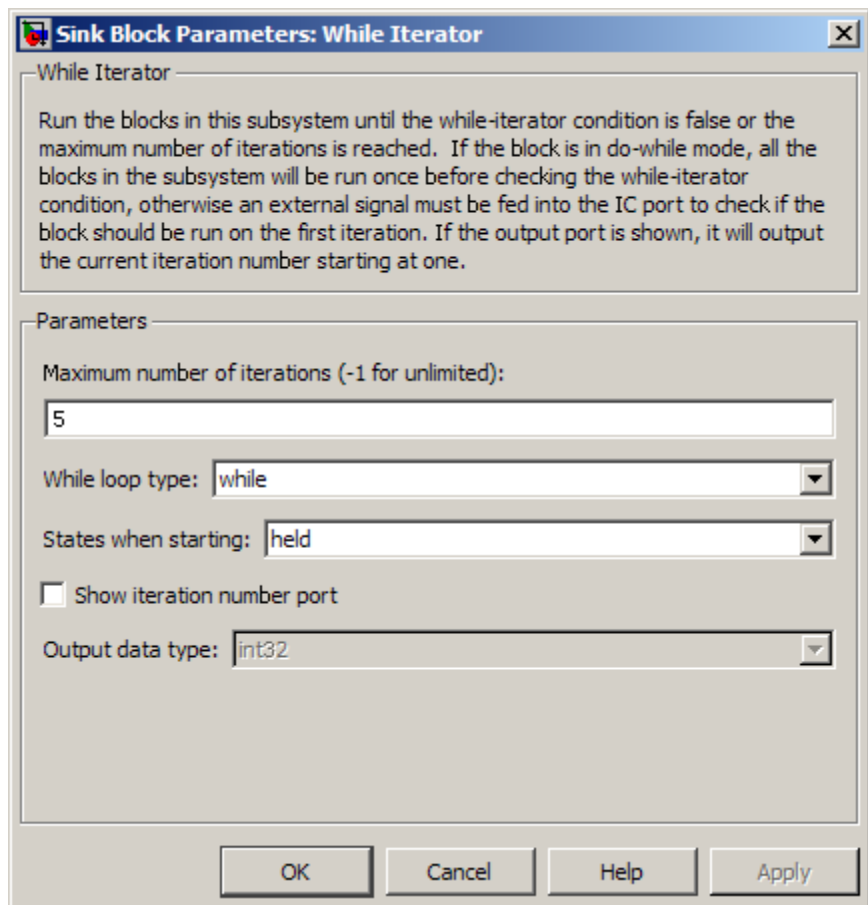 Sink Block Parameters: While Iterator
While Iterator
Run the blocks in this subsystem until the while-iterator condition is false or the
maximum number of iterations is reached.  If the block is in do-while mode, all the
blocks in the subsystem will be run once before checking the while-iterator
condition, otherwise an external signal must be fed into the IC port to check if the
block should be run on the first iteration. If the output port is shown, it will output
the current iteration number starting at one.
Parameters
Maximum number of iterations (-1 for unlimited):
5
While loop type: while
States when starting: held
Show iteration number port
Output data type: int32
OK Cancel Help Apply